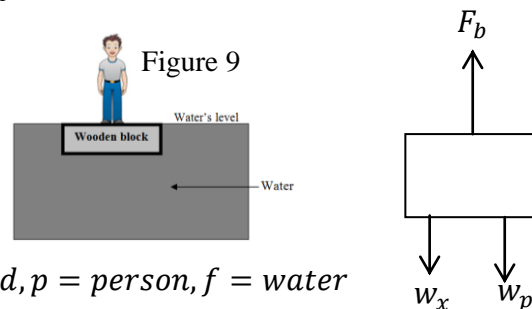 F_b
Figure 9
Water's level
Wooden block
Water
d, p = person, f = water
w_x
w_p